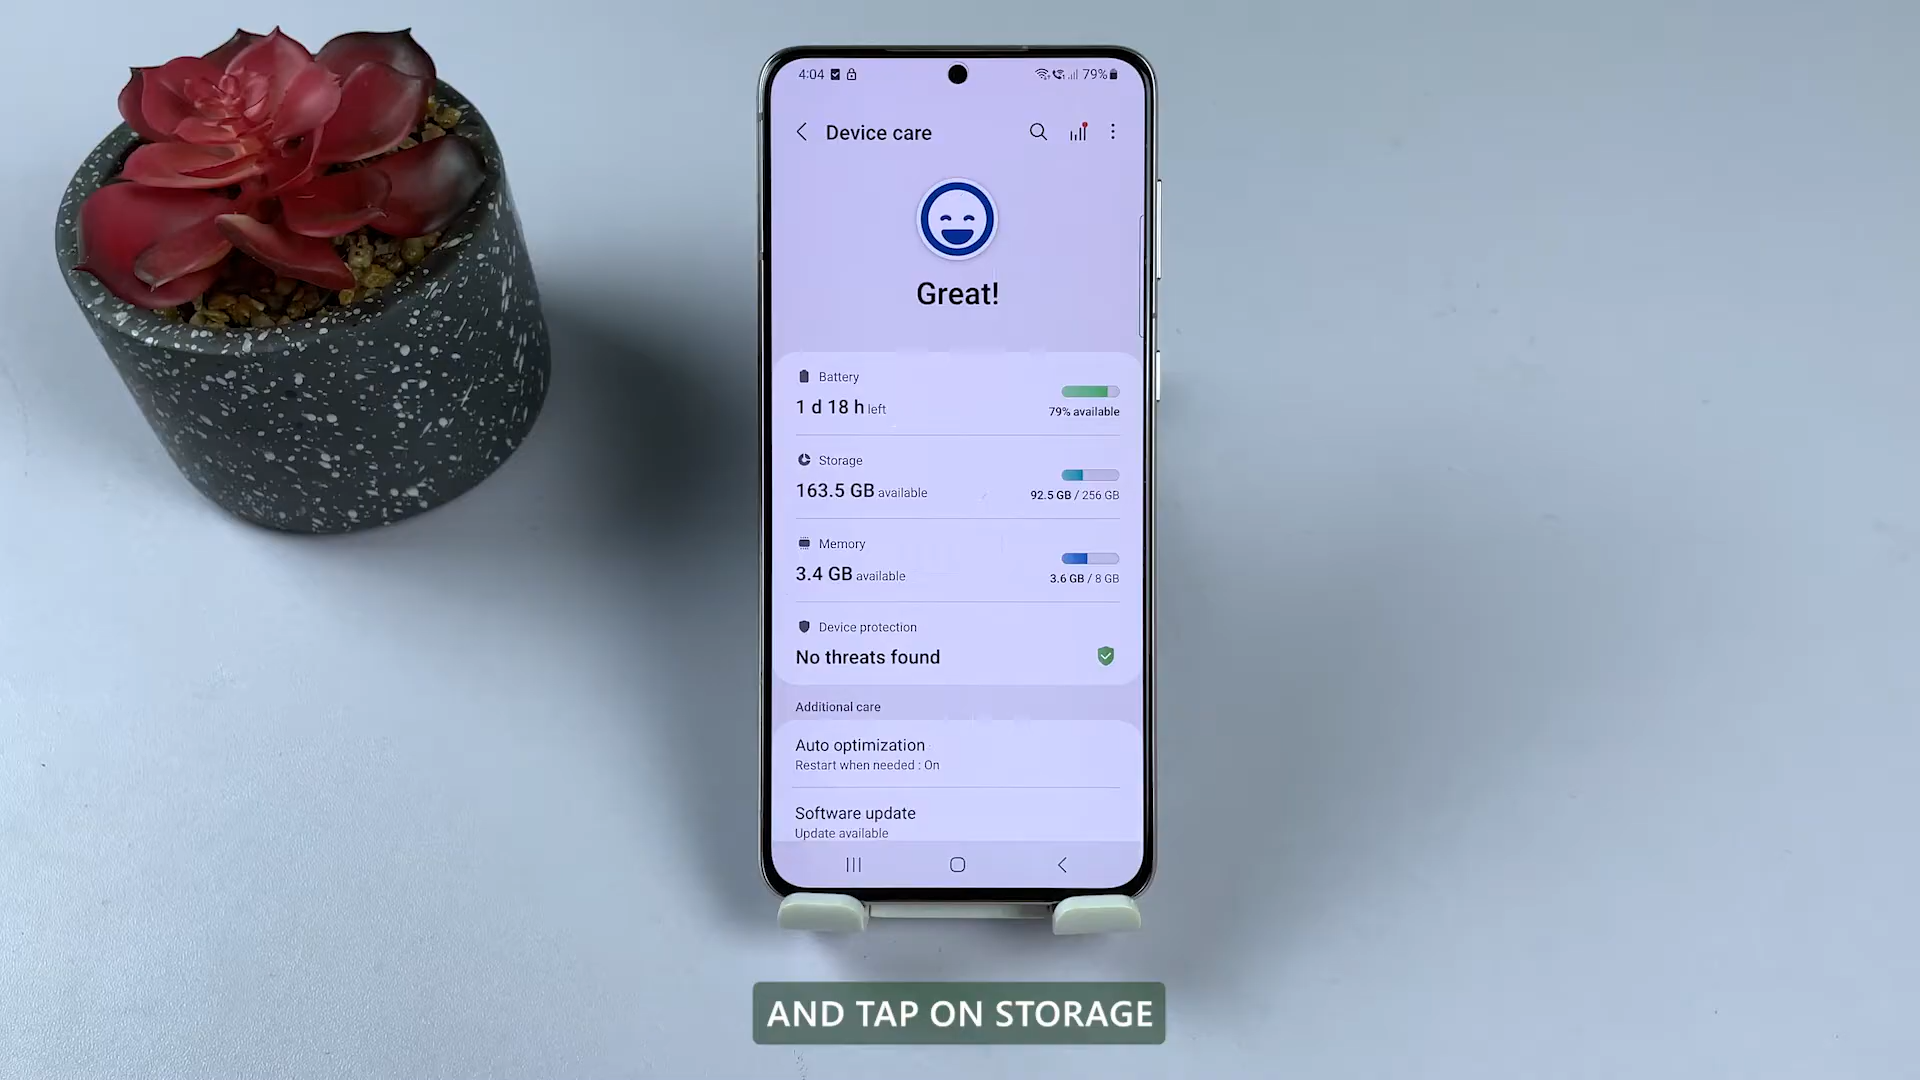 4:04 79%
Device care
Great!
Battery
1 d 18 h left
79% available
Storage
163.5 GB available
92.5 GB / 256 GB
Memory
3.4 GB available
3.6 GB / 8 GB
Device protection
No threats found
Additional care
Auto optimization
Restart when needed : On
Software update
Update available
AND TAP ON STORAGE